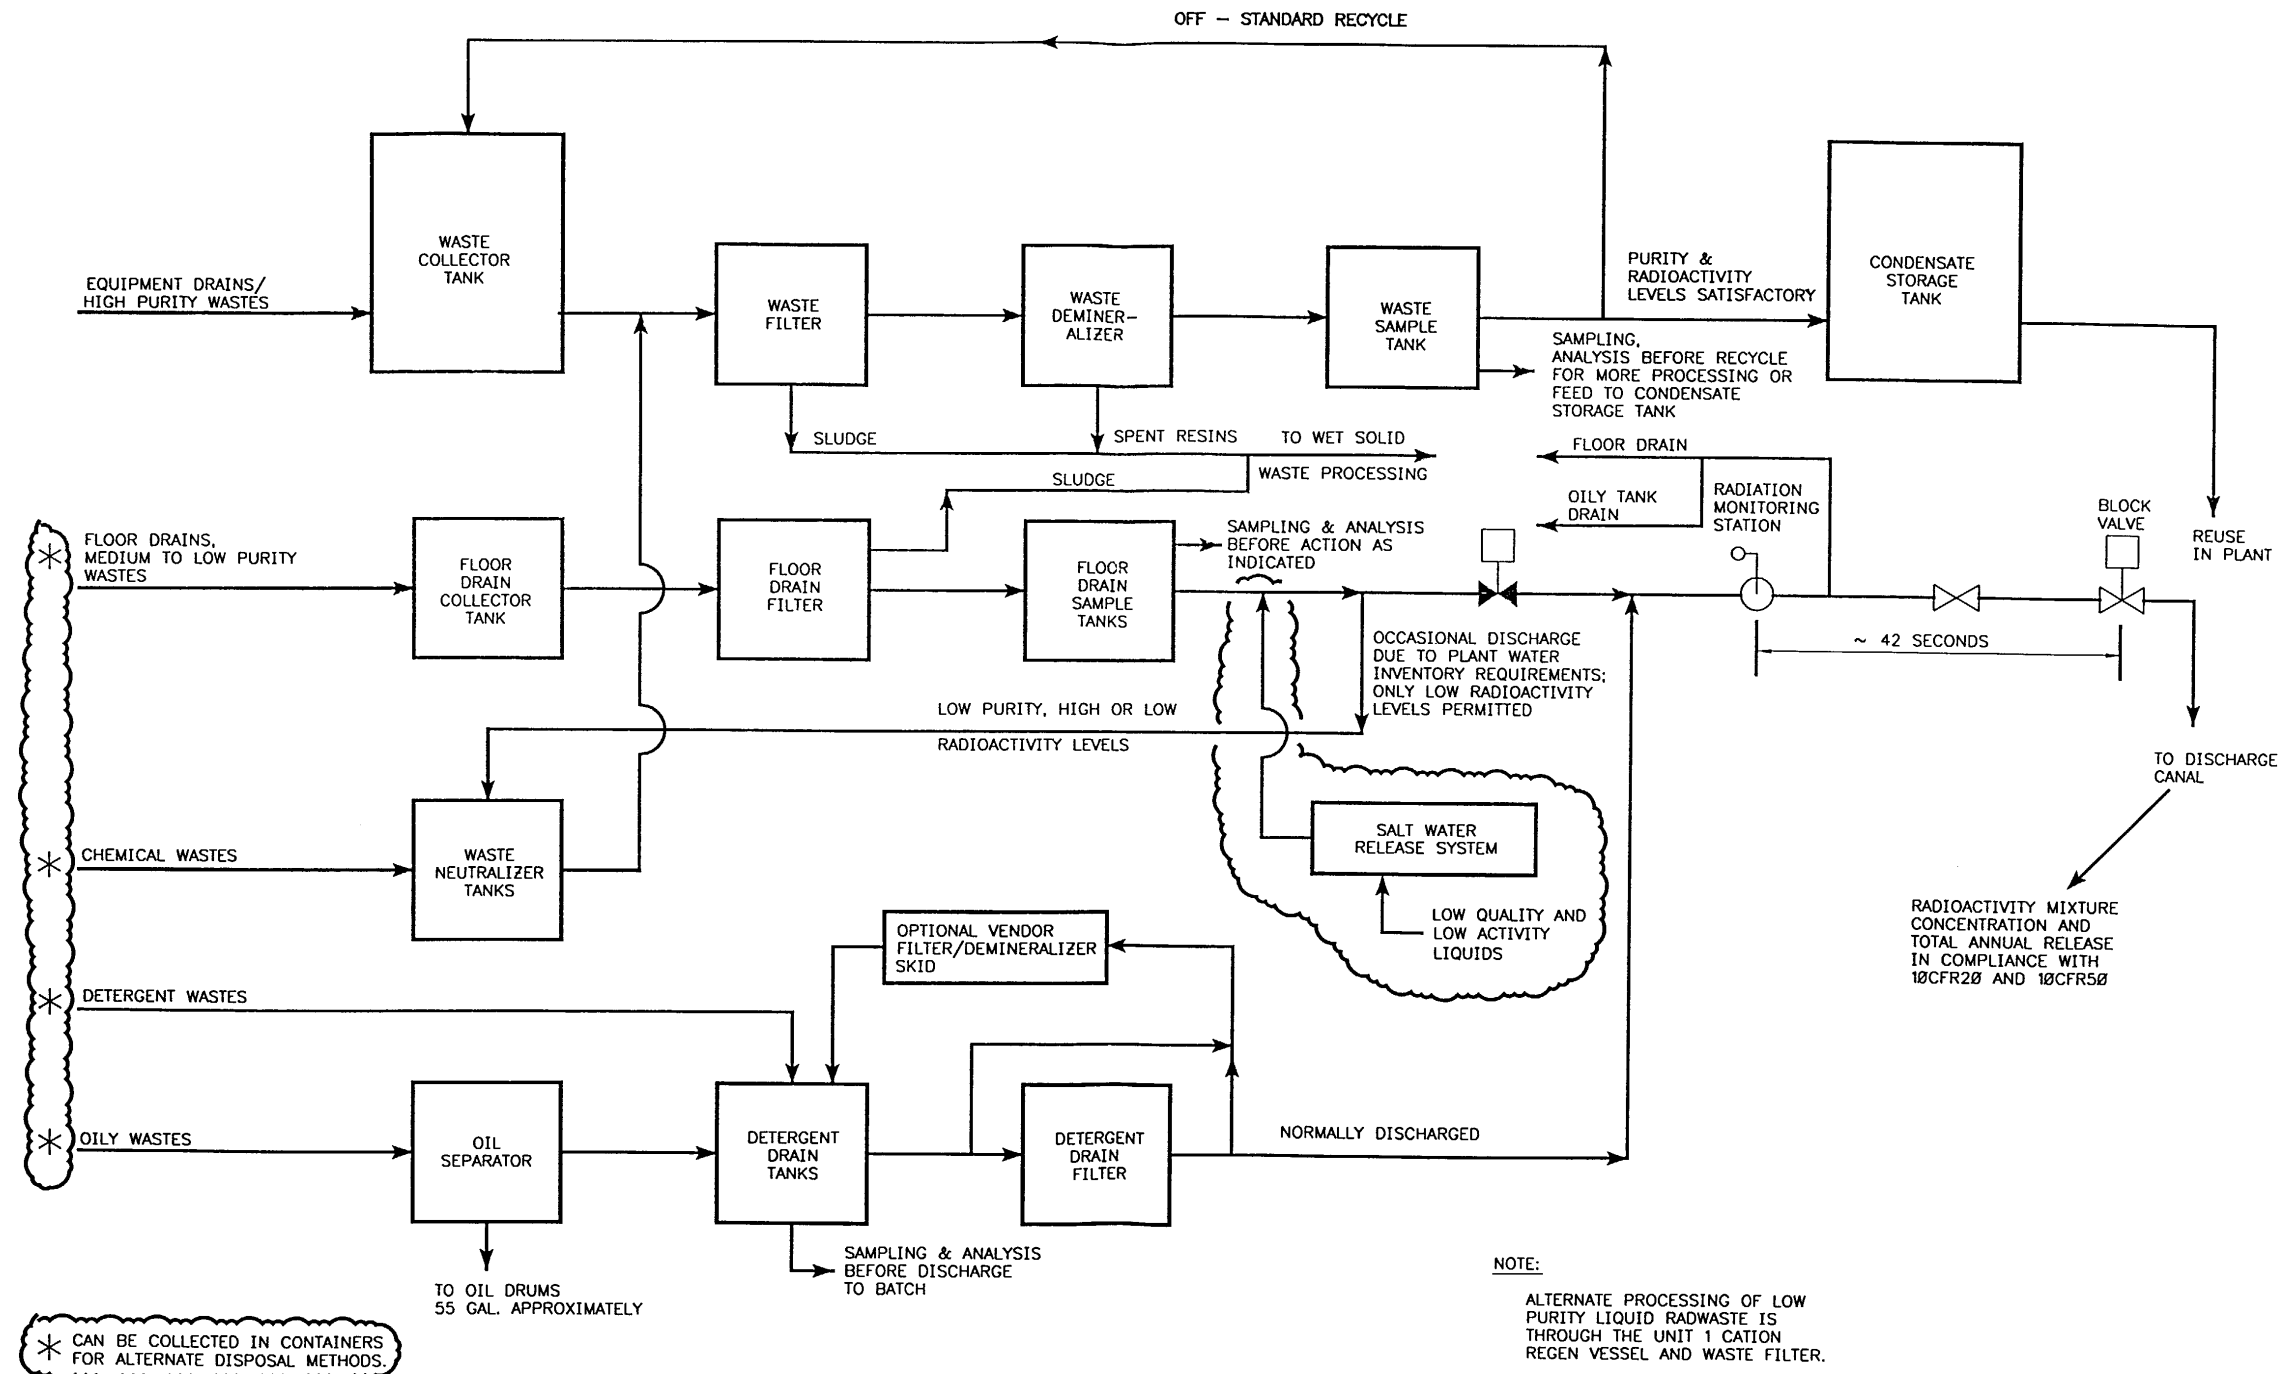 OFF - STANDARD RECYCLE
WASTE
COLLECTOR
TANK
EQUIPMENT DRAINS/
HIGH PURITY WASTES
WASTE
FILTER
WASTE
DEMINER-
ALIZER
WASTE
SAMPLE
TANK
PURITY &
RADIOACTIVITY
LEVELS SATISFACTORY
CONDENSATE
STORAGE
TANK
SAMPLING,
ANALYSIS BEFORE RECYCLE
FOR MORE PROCESSING OR
FEED TO CONDENSATE
STORAGE TANK
SLUDGE
SPENT RESINS
TO WET SOLID
WASTE PROCESSING
SLUDGE
FLOOR DRAIN
OILY TANK
DRAIN
RADIATION
MONITORING
STATION
BLOCK
VALVE
REUSE
IN PLANT
FLOOR DRAINS,
MEDIUM TO LOW PURITY
WASTES
FLOOR
DRAIN
COLLECTOR
TANK
FLOOR
DRAIN
FILTER
FLOOR
DRAIN
SAMPLE
TANKS
SAMPLING & ANALYSIS
BEFORE ACTION AS
INDICATED
OCCASIONAL DISCHARGE
DUE TO PLANT WATER
INVENTORY REQUIREMENTS;
ONLY LOW RADIOACTIVITY
LEVELS PERMITTED
~ 42 SECONDS
LOW PURITY, HIGH OR LOW
RADIOACTIVITY LEVELS
TO DISCHARGE
CANAL
CHEMICAL WASTES
WASTE
NEUTRALIZER
TANKS
SALT WATER
RELEASE SYSTEM
LOW QUALITY AND
LOW ACTIVITY
LIQUIDS
RADIOACTIVITY MIXTURE
CONCENTRATION AND
TOTAL ANNUAL RELEASE
IN COMPLIANCE WITH
10CFR20 AND 10CFR50
OPTIONAL VENDOR
FILTER/DEMINERALIZER
SKID
DETERGENT WASTES
OILY WASTES
OIL
SEPARATOR
DETERGENT
DRAIN
TANKS
DETERGENT
DRAIN
FILTER
NORMALLY DISCHARGED
SAMPLING & ANALYSIS
BEFORE DISCHARGE
TO BATCH
TO OIL DRUMS
55 GAL. APPROXIMATELY
* CAN BE COLLECTED IN CONTAINERS
FOR ALTERNATE DISPOSAL METHODS.
NOTE:
ALTERNATE PROCESSING OF LOW
PURITY LIQUID RADWASTE IS
THROUGH THE UNIT 1 CATION
REGEN VESSEL AND WASTE FILTER.